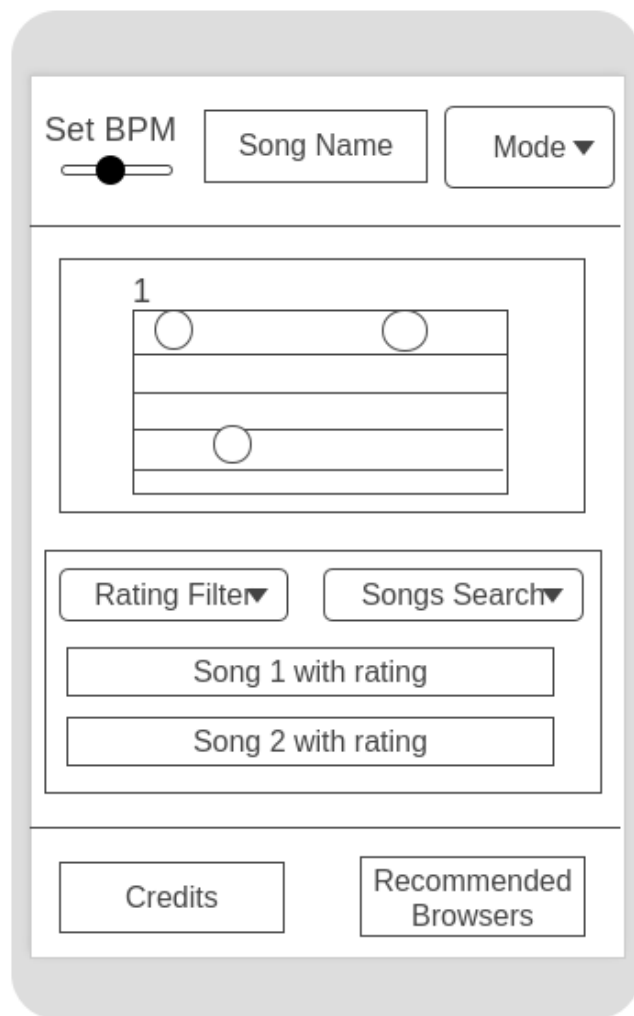 Set BPM
Song Name
Mode
1
Rating Filter
Songs Search
Song 1 with rating
Song 2 with rating
Credits
Recommended
Browsers